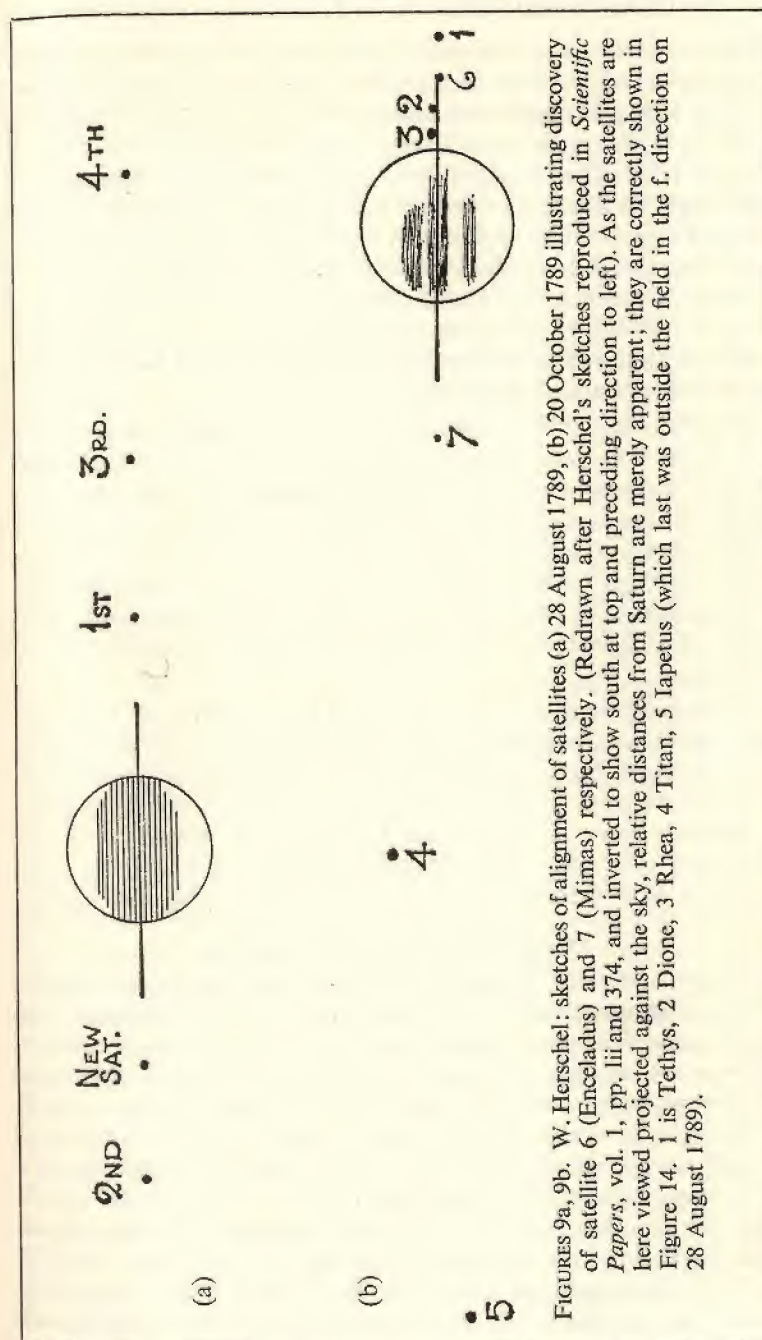 2ND NEW SAT. 1ST 3RD. 4TH
(a)
(b)
5 4 7 3 2 6 1
FIGURES 9a, 9b. W. Herschel: sketches of alignment of satellites (a) 28 August 1789, (b) 20 October 1789 illustrating discovery
of satellite 6 (Enceladus) and 7 (Mimas) respectively. (Redrawn after Herschel's sketches reproduced in Scientific
Papers, vol. 1, pp. lii and 374, and inverted to show south at top and preceding direction to left). As the satellites are
here viewed projected against the sky, relative distances from Saturn are merely apparent; they are correctly shown in
Figure 14. 1 is Tethys, 2 Dione, 3 Rhea, 4 Titan, 5 Iapetus (which last was outside the field in the f. direction on
28 August 1789).